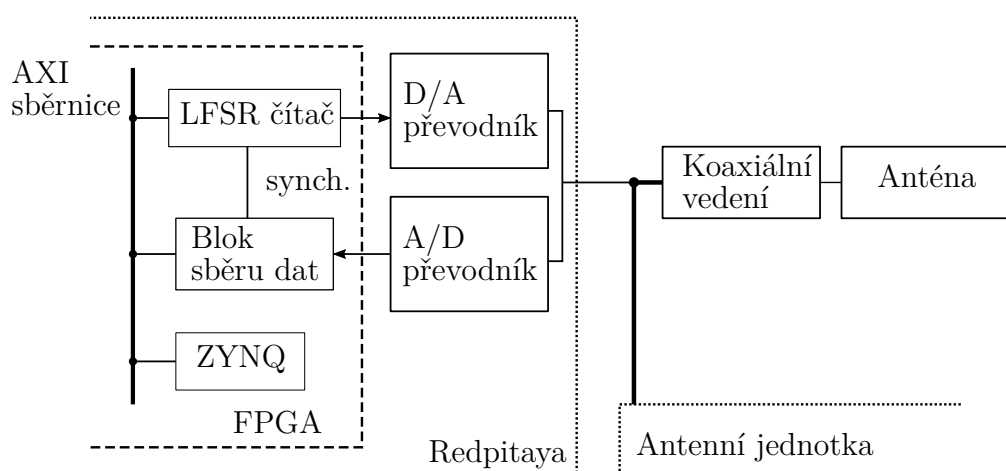 AXI
sběrnice
LFSR čítač
D/A
převodník
synch.
Koaxiální
vedení
Anténa
Blok
sběru dat
A/D
převodník
ZYNQ
FPGA
Redpitaya
Antenní jednotka